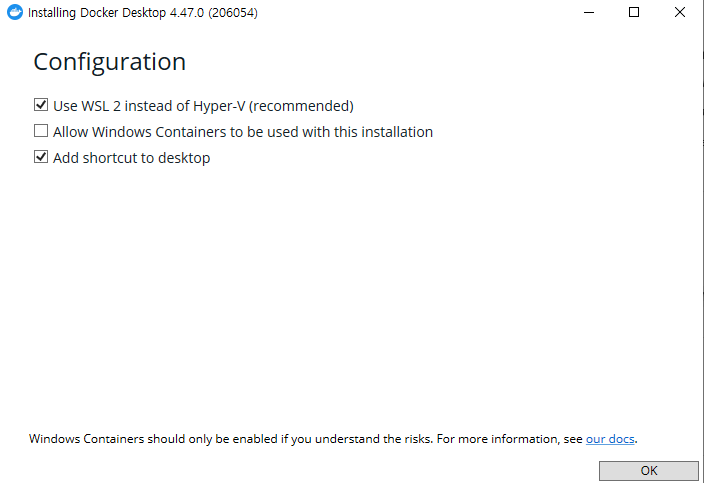 Installing Docker Desktop 4.47.0 (206054)
Configuration
Use WSL 2 instead of Hyper-V (recommended)
Allow Windows Containers to be used with this installation
Add shortcut to desktop
Windows Containers should only be enabled if you understand the risks. For more information, see our docs.
OK